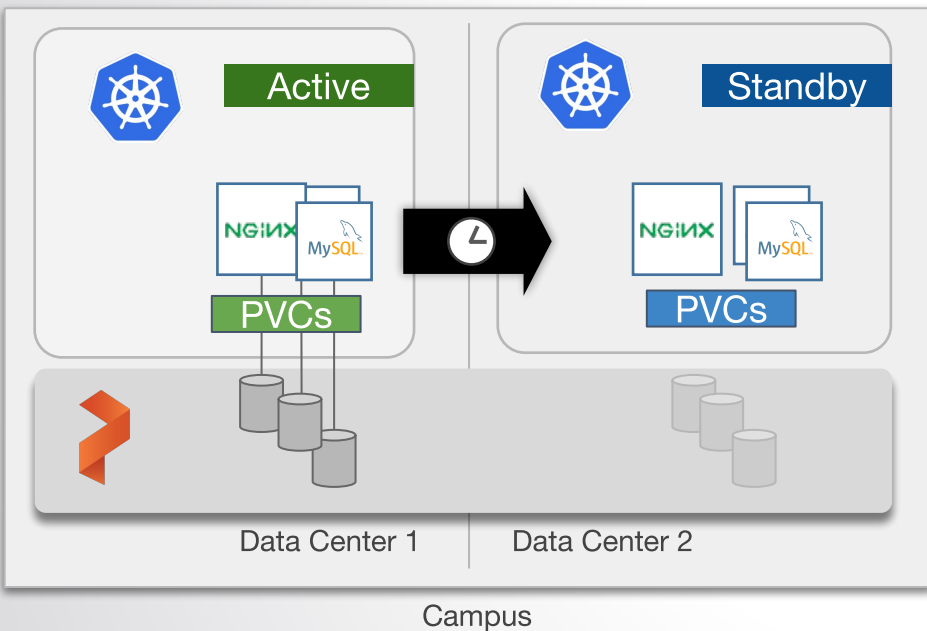 Active
Standby
NGINX
MySQL
NGINX
MySQL
PVCs
PVCs
Data Center 1
Data Center 2
Campus